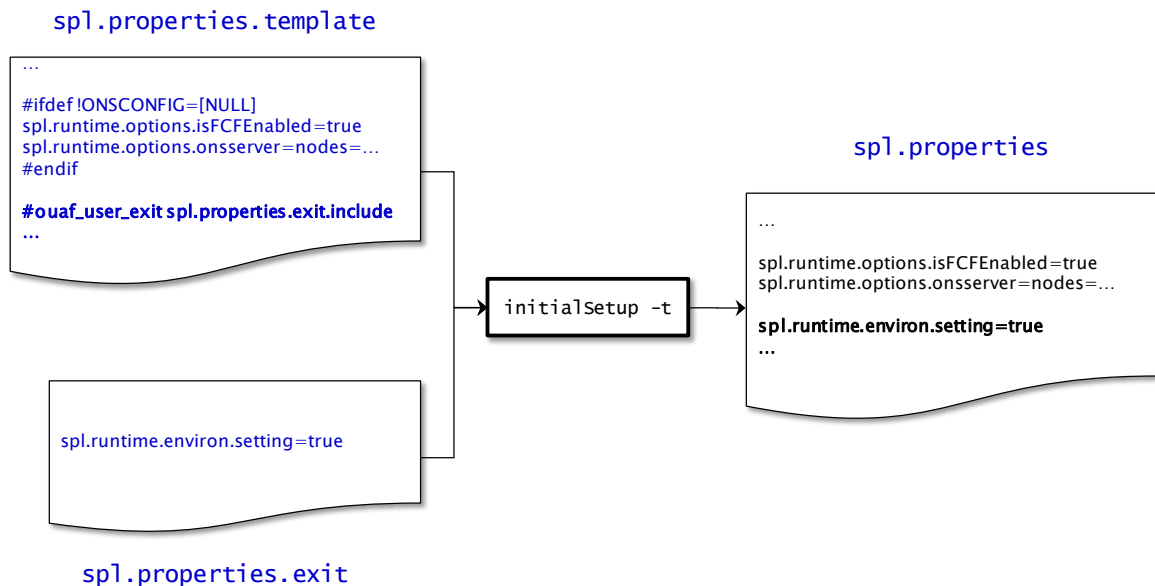 spl.properties.template
...
#ifdef !ONSCONFIG=[NULL]
spl.runtime.options.isFCFEnabled=true
spl.runtime.options.onsserver=nodes=...
#endif
#ouaf_user_exit spl.properties.exit.include
...
spl.runtime.environ.setting=true
spl.properties.exit
initialSetup -t
spl.properties
...
spl.runtime.options.isFCFEnabled=true
spl.runtime.options.onsserver=nodes=...
spl.runtime.environ.setting=true
...